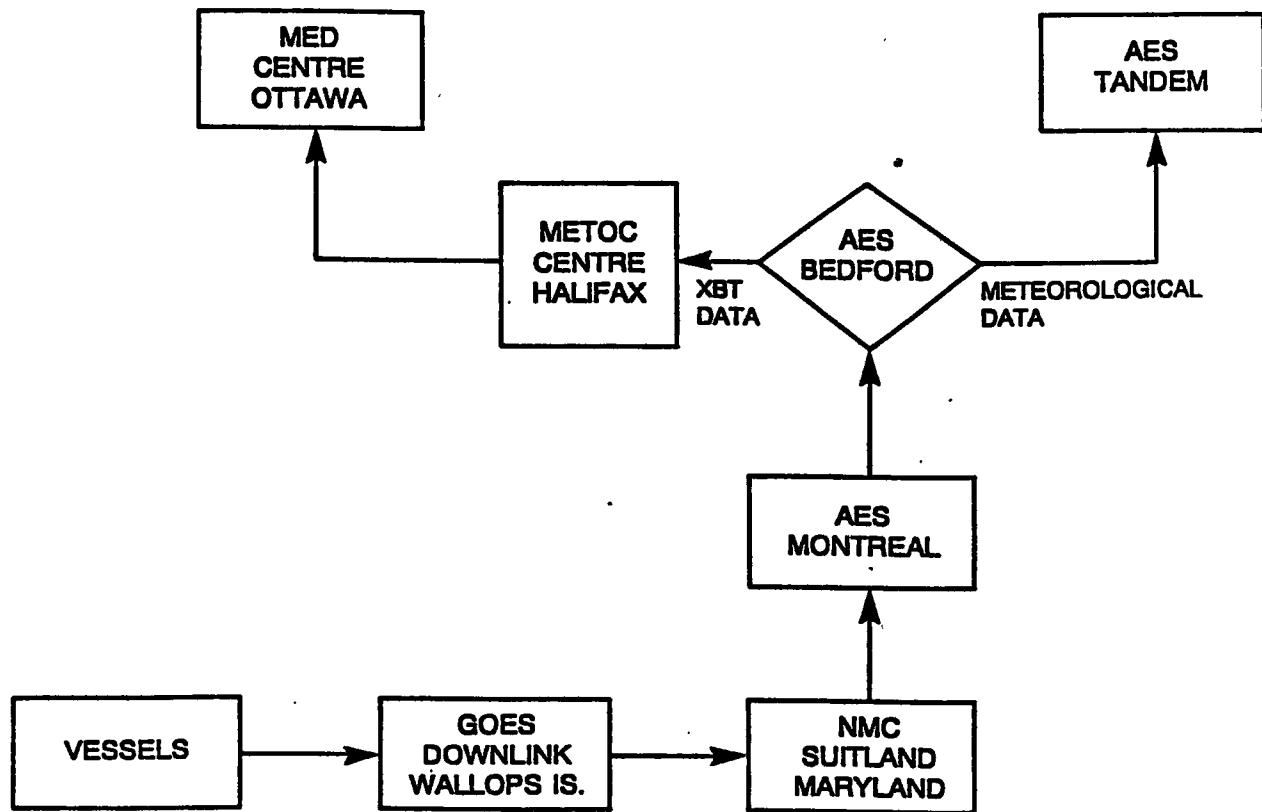 MED
CENTRE
OTTAWA
AES
TANDEM
METOC
CENTRE
HALIFAX
XBT
DATA
AES
BEDFORD
METEOROLOGICAL
DATA
AES
MONTREAL
VESSELS
GOES
DOWNLINK
WALLOPS IS.
NMC
SUITLAND
MARYLAND